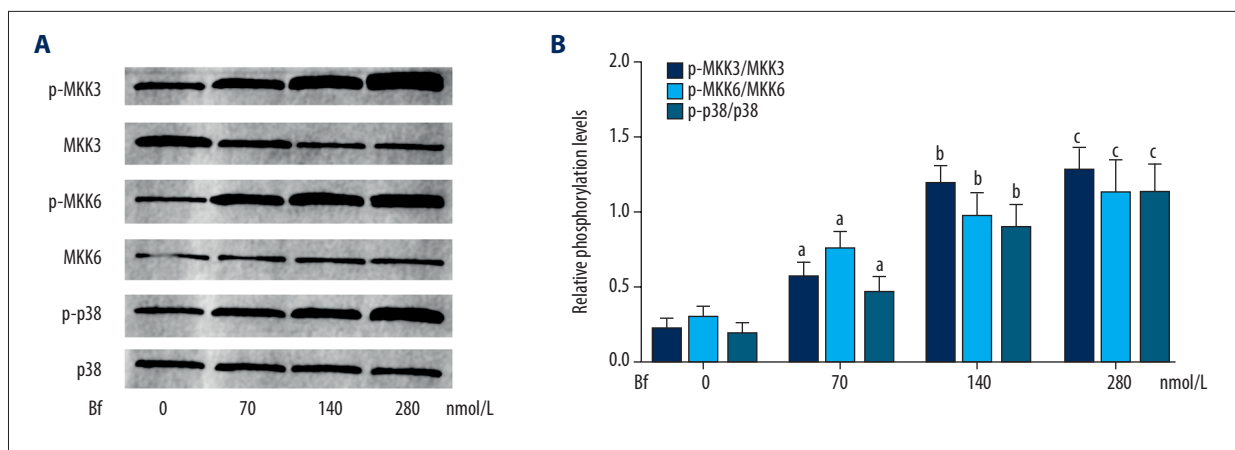 A
p-MKK3
MKK3
p-MKK6
MKK6
p-p38
p38
Bf 0 70 140 280 nmol/L
B
2.0
1.5
1.0
0.5
0.0
Relative phosphorylation levels
p-MKK3/MKK3
p-MKK6/MKK6
p-p38/p38
a a a
b b b
c c c
Bf 0 70 140 280 nmol/L